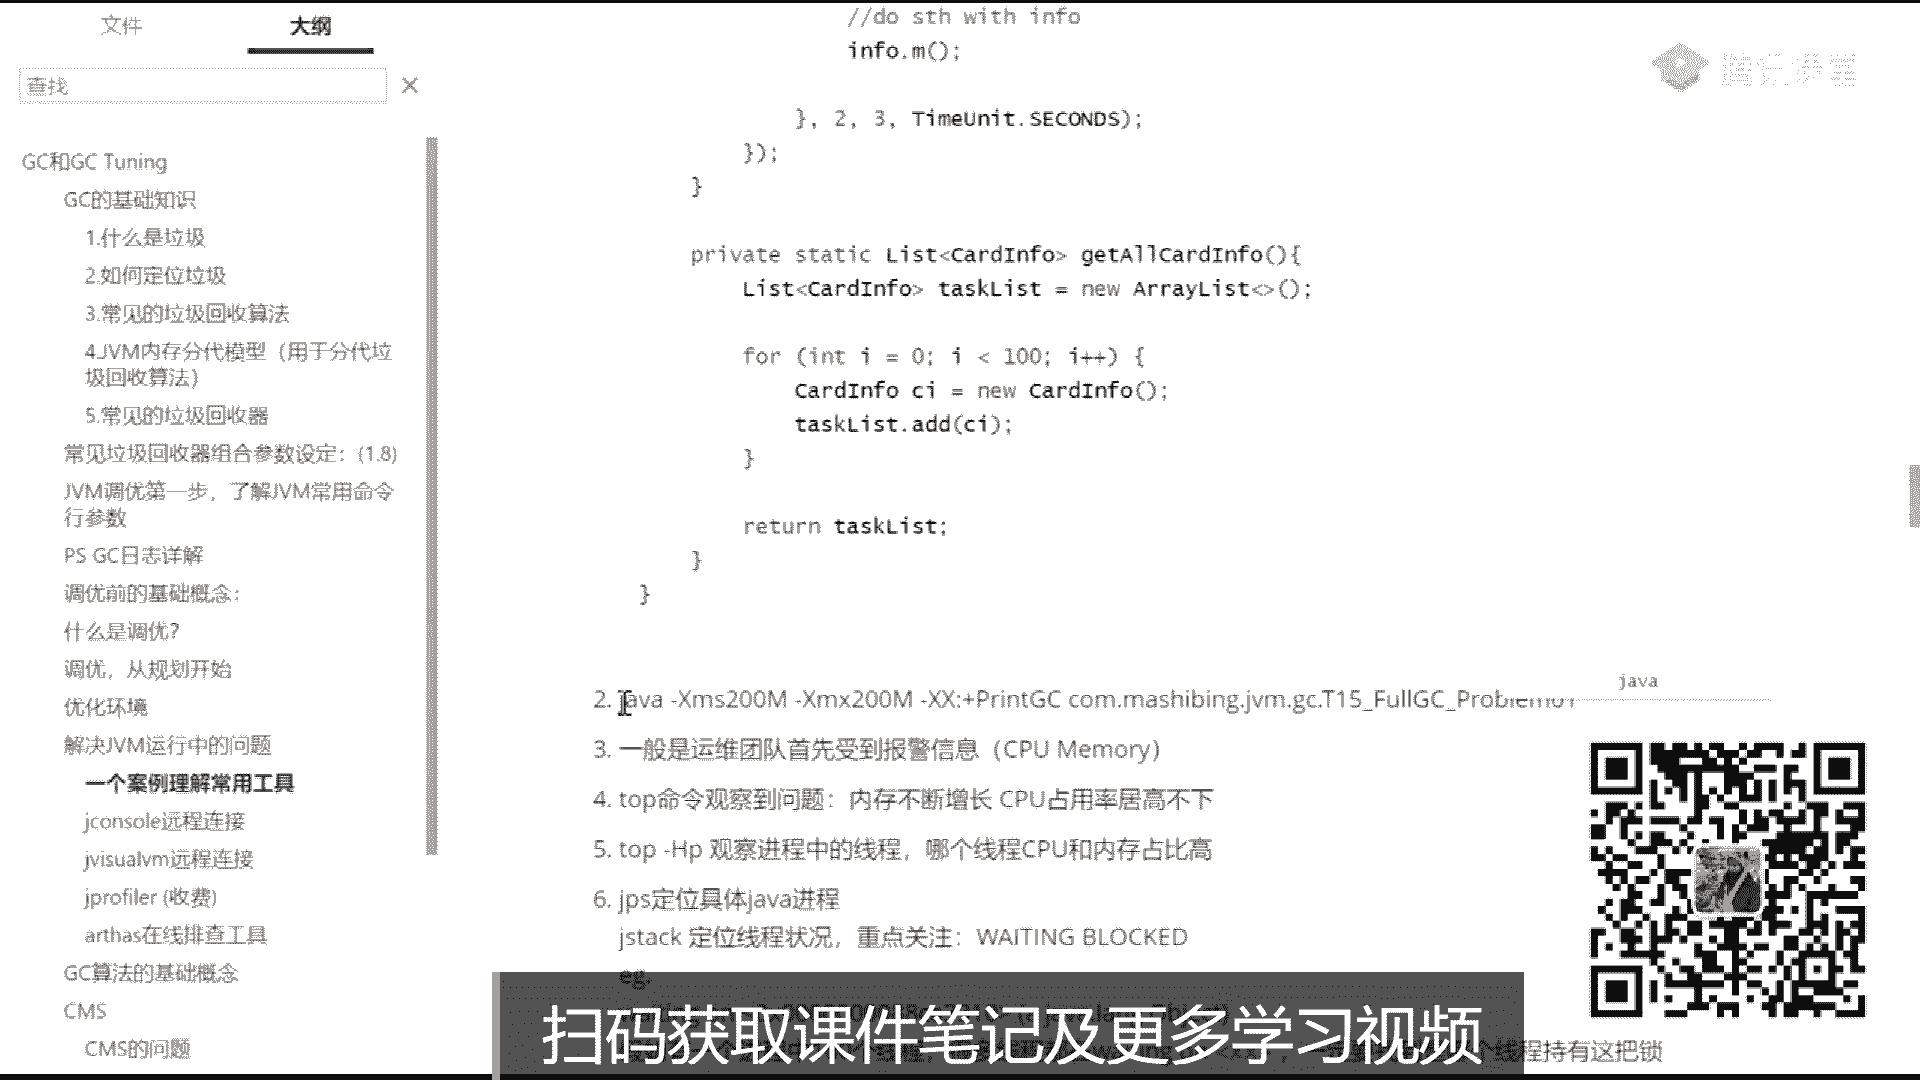 文件
大纲
查找
GC和GC Tuning
GC的基础知识
1.什么是垃圾
2.如何定位垃圾
3.常见的垃圾回收算法
4.JVM内存分代模型（用于分代垃
圾回收算法）
5.常见的垃圾回收器
常见垃圾回收器组合参数设定：(1.8)
JVM调优第一步，了解JVM常用命令
行参数
PS GC日志详解
调优前的基础概念：
什么是调优？
调优，从规划开始
优化环境
解决JVM运行中的问题
一个案例理解常用工具
jconsole远程连接
jvisualvm远程连接
jprofiler (收费)
arthas在线排查工具
GC算法的基础概念
CMS
CMS的问题
//do sth with info
info.m();
}, 2, 3, TimeUnit.SECONDS);
});
}
private static List<CardInfo> getAllCardInfo(){
List<CardInfo> taskList = new ArrayList<>();
for (int i = 0; i < 100; i++) {
CardInfo ci = new CardInfo();
taskList.add(ci);
}
return taskList;
}
}
java
2. java -Xms200M -Xmx200M -XX:+PrintGC com.mashibing.jvm.gc.T15_FullGC_Problem01
3. 一般是运维团队首先受到报警信息（CPU Memory）
4. top命令观察到问题：内存不断增长 CPU占用率居高不下
5. top -Hp 观察进程中的线程，哪个线程CPU和内存占比高
6. jps定位具体java进程
jstack 定位线程状况，重点关注：WAITING BLOCKED
eg.
线程持有这把锁
扫码获取课件笔记及更多学习视频
腾讯课堂